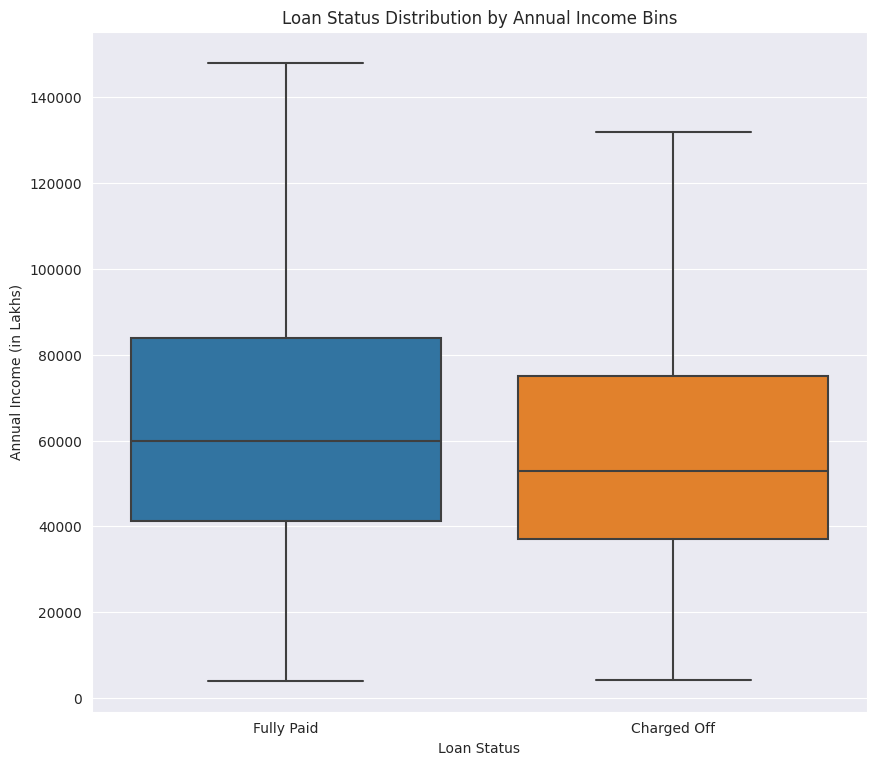 Loan Status Distribution by Annual Income Bins
Annual Income (in Lakhs)
140000
120000
100000
80000
60000
40000
20000
0
Fully Paid
Charged Off
Loan Status